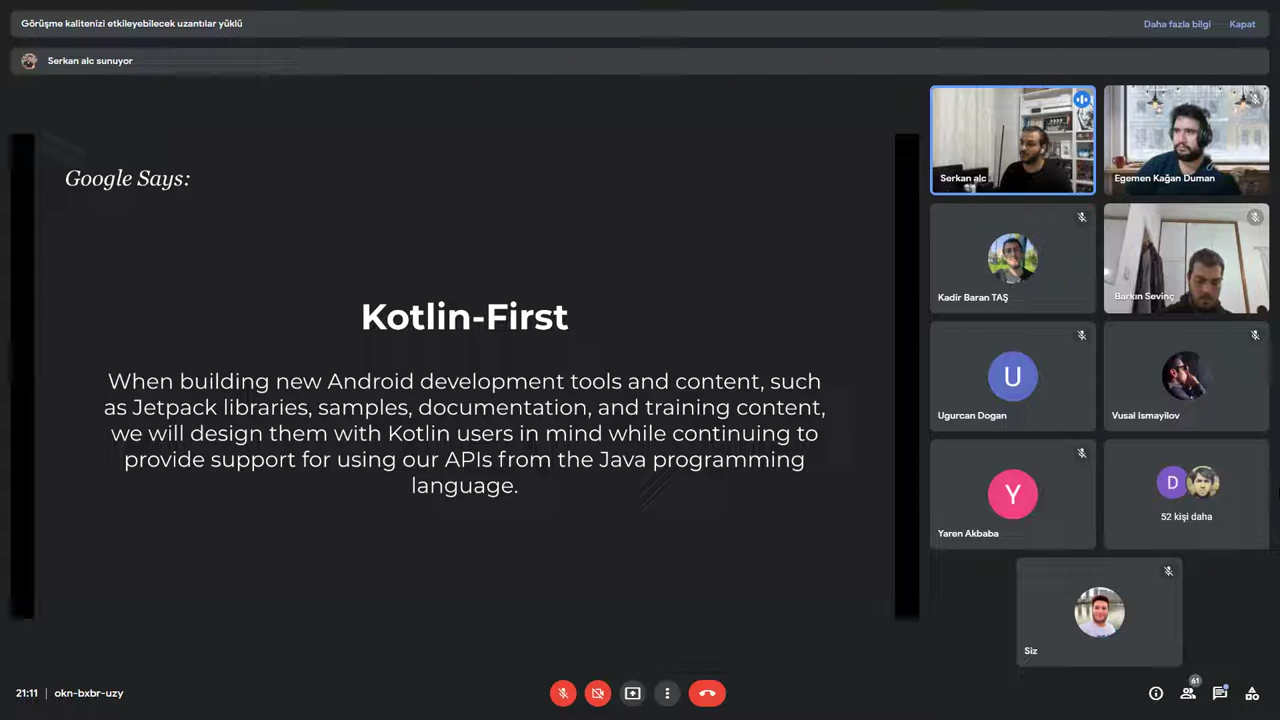 Görüşme kalitenizi etkileyebilecek uzantılar yüklü
Daha fazla bilgi
Kapat
Serkan alc sunuyor
Google Says:
Kotlin-First
When building new Android development tools and content, such
as Jetpack libraries, samples, documentation, and training content,
we will design them with Kotlin users in mind while continuing to
provide support for using our APIs from the Java programming
language.
Serkan alc
Egemen Kağan Duman
Kadir Baran TAŞ
Barkın Sevinç
U
Ugurcan Dogan
Vusal Ismayilov
Y
Yaren Akbaba
D
52 kişi daha
Siz
21:11 | okn-bxbr-uzy
61